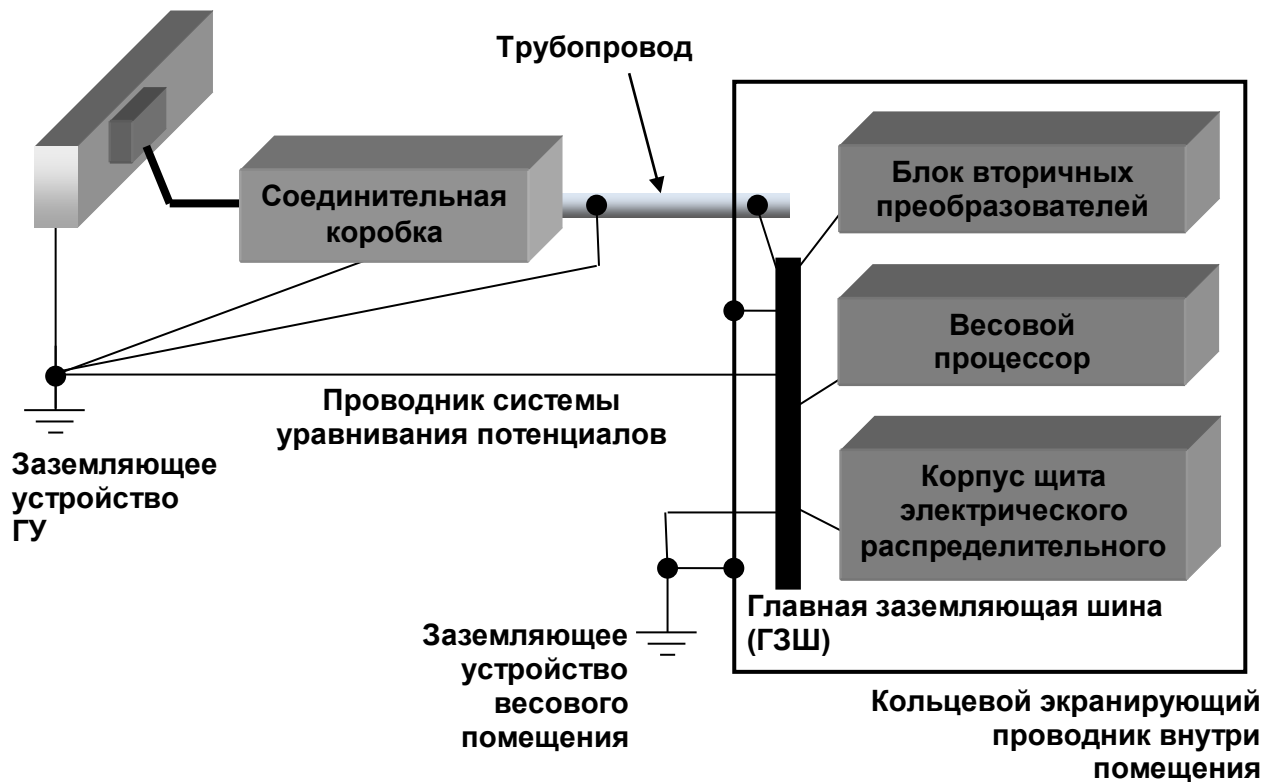 Трубопровод
Соединительная
коробка
Блок вторичных
преобразователей
Весовой
процессор
Проводник системы
уравнивания потенциалов
Заземляющее
устройство
ГУ
Корпус щита
электрического
распределительного
Главная заземляющая шина
(ГЗШ)
Заземляющее
устройство
весового
помещения
Кольцевой экранирующий
проводник внутри
помещения